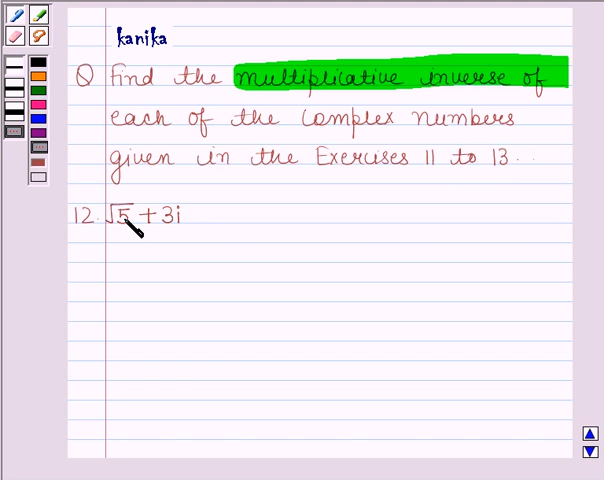 kanika
Q Find the multiplicative inverse of
each of the complex numbers
given in the Exercises 11 to 13..
12. √5 + 3i